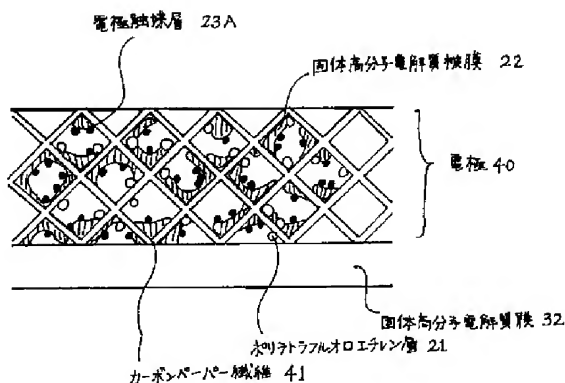 電極触媒層 23A
固体高分子電解質被膜 22
電極 40
固体高分子電解質膜 32
ポリテトラフルオロエチレン層 21
カーボンペーパー繊維 41